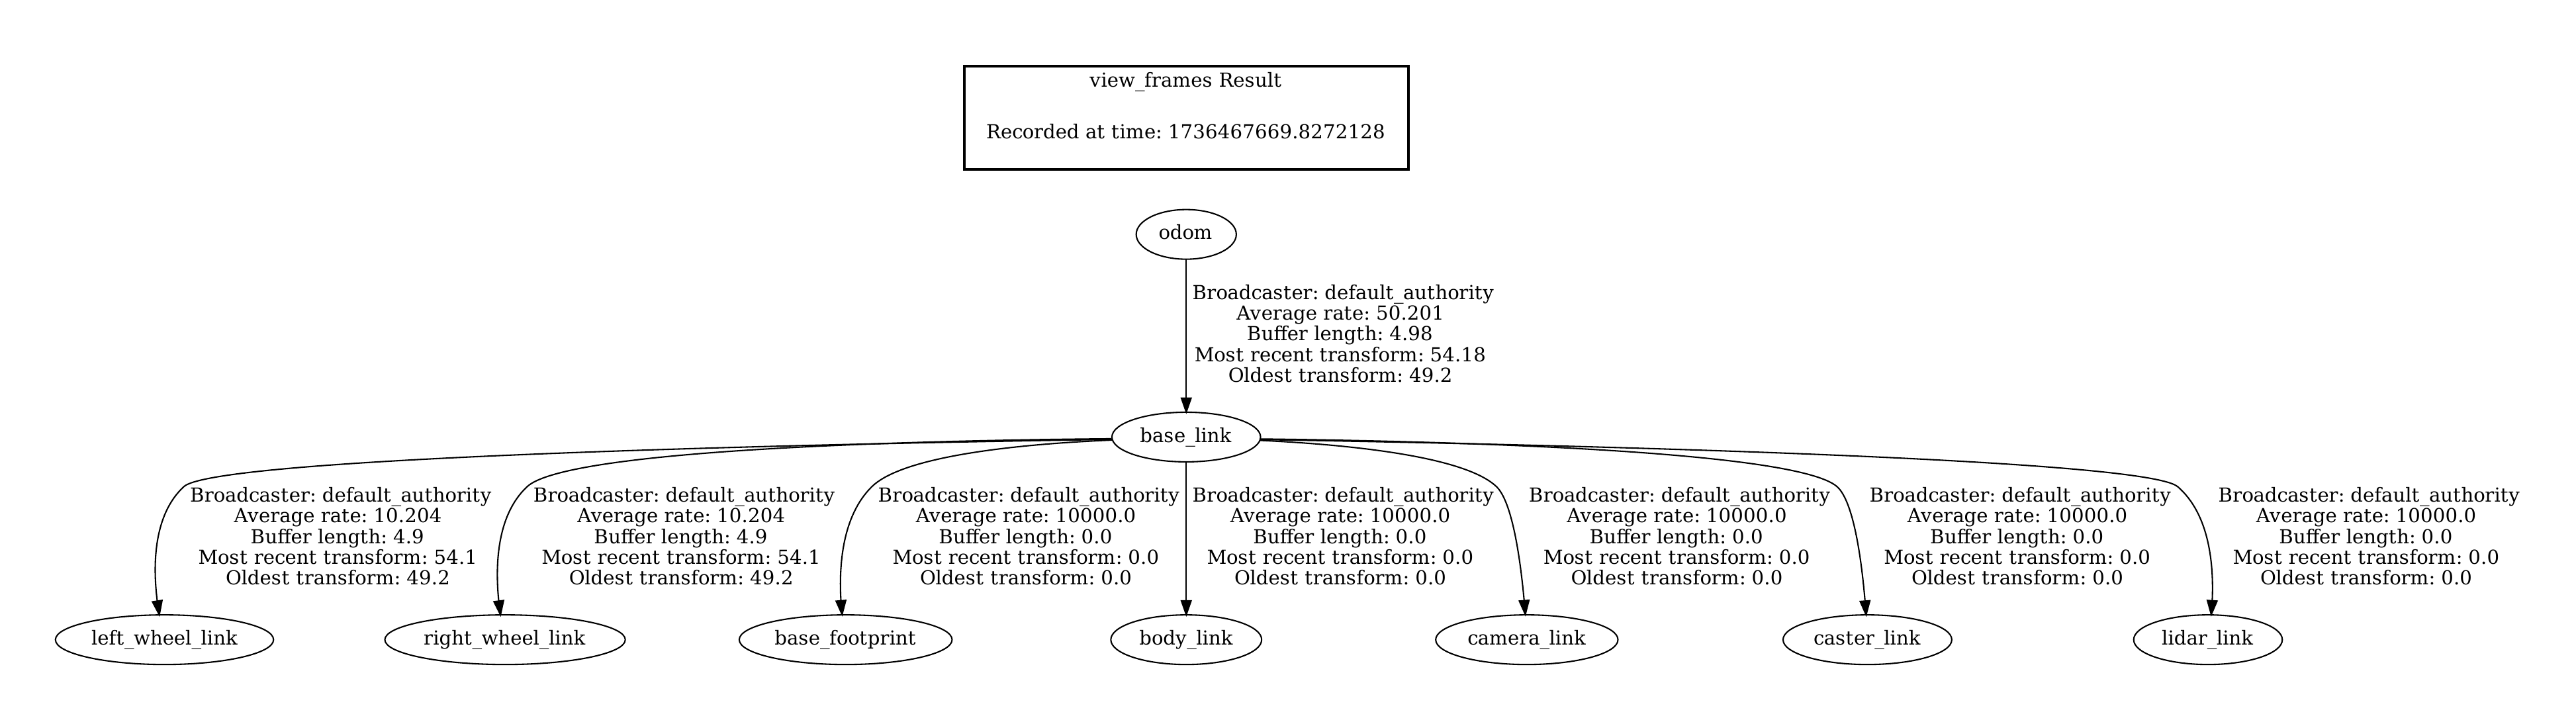 view_frames Result
Recorded at time: 1736467669.8272128
odom
Broadcaster: default_authority
Average rate: 50.201
Buffer length: 4.98
Most recent transform: 54.18
Oldest transform: 49.2
base_link
Broadcaster: default_authority
Average rate: 10.204
Buffer length: 4.9
Most recent transform: 54.1
Oldest transform: 49.2
Broadcaster: default_authority
Average rate: 10.204
Buffer length: 4.9
Most recent transform: 54.1
Oldest transform: 49.2
Broadcaster: default_authority
Average rate: 10000.0
Buffer length: 0.0
Most recent transform: 0.0
Oldest transform: 0.0
Broadcaster: default_authority
Average rate: 10000.0
Buffer length: 0.0
Most recent transform: 0.0
Oldest transform: 0.0
Broadcaster: default_authority
Average rate: 10000.0
Buffer length: 0.0
Most recent transform: 0.0
Oldest transform: 0.0
Broadcaster: default_authority
Average rate: 10000.0
Buffer length: 0.0
Most recent transform: 0.0
Oldest transform: 0.0
Broadcaster: default_authority
Average rate: 10000.0
Buffer length: 0.0
Most recent transform: 0.0
Oldest transform: 0.0
left_wheel_link
right_wheel_link
base_footprint
body_link
camera_link
caster_link
lidar_link